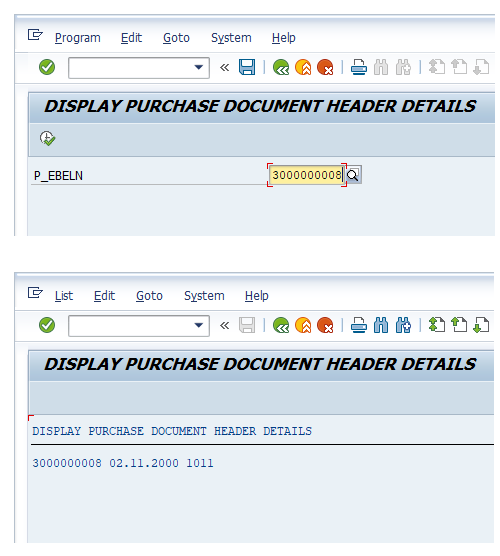 Program Edit Goto System Help
DISPLAY PURCHASE DOCUMENT HEADER DETAILS
P_EBELN 3000000008
List Edit Goto System Help
DISPLAY PURCHASE DOCUMENT HEADER DETAILS
DISPLAY PURCHASE DOCUMENT HEADER DETAILS
3000000008 02.11.2000 1011